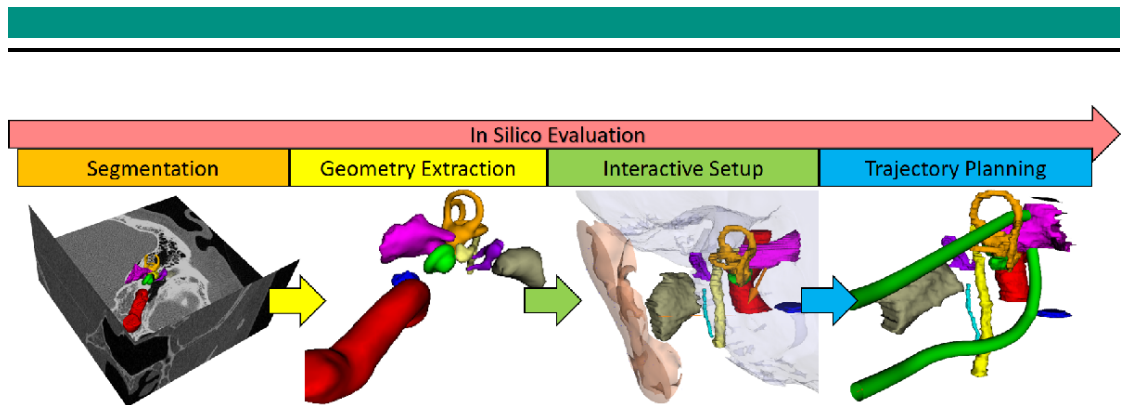 In Silico Evaluation
Segmentation
Geometry Extraction
Interactive Setup
Trajectory Planning